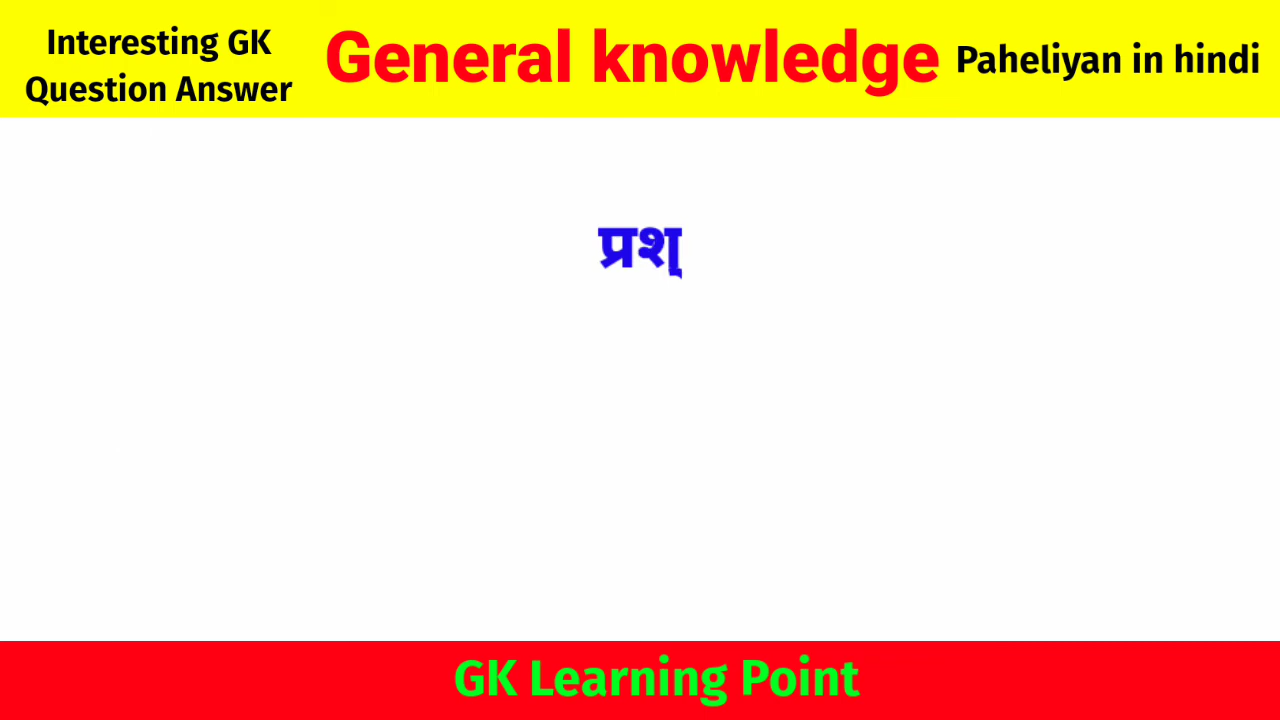 Interesting GK
Question Answer
General knowledge
Paheliyan in hindi
प्रश्
GK Learning Point